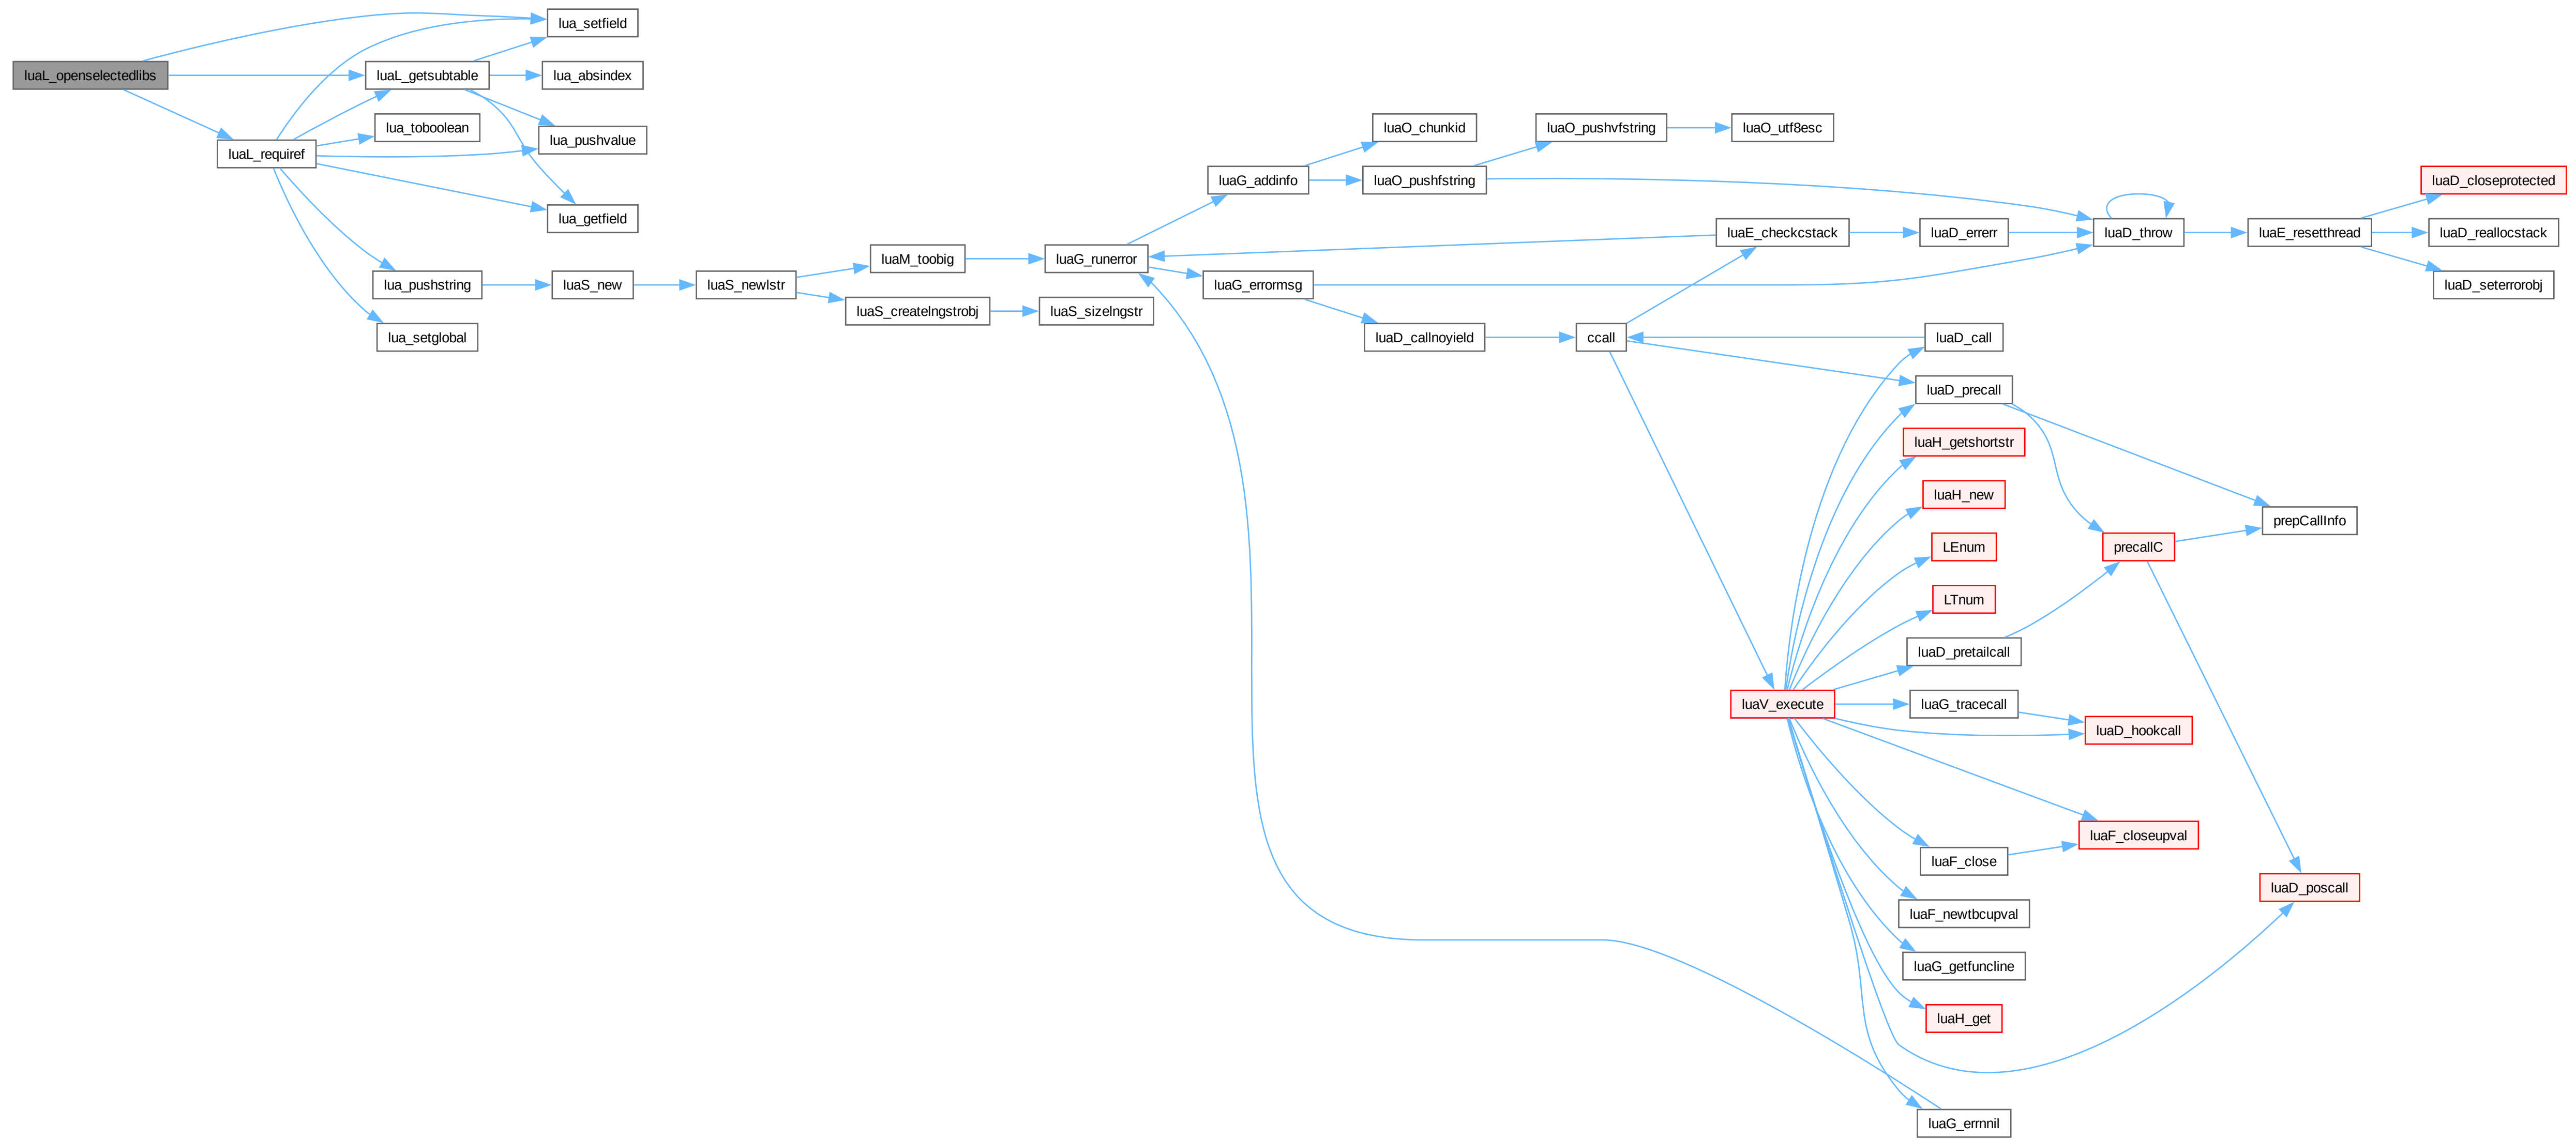 luaL_openselectedlibs
luaL_requiref
lua_setfield
luaL_getsubtable
lua_absindex
lua_toboolean
lua_pushvalue
lua_getfield
lua_pushstring
lua_setglobal
luaS_new
luaS_newlstr
luaM_toobig
luaS_createlngstrobj
luaS_sizelngstr
luaG_runerror
luaG_addinfo
luaG_errormsg
luaO_chunkid
luaO_pushfstring
luaO_pushvfstring
luaO_utf8esc
luaD_callnoyield
ccall
luaE_checkcstack
luaD_errerr
luaD_throw
luaE_resetthread
luaD_closeprotected
luaD_reallocstack
luaD_seterrorobj
luaD_call
luaD_precall
luaH_getshortstr
luaH_new
LEnum
LTnum
luaD_pretailcall
luaV_execute
luaG_tracecall
luaD_hookcall
precallC
prepCallInfo
luaF_closeupval
luaF_close
luaD_poscall
luaF_newtbcupval
luaG_getfuncline
luaH_get
luaG_errnnil